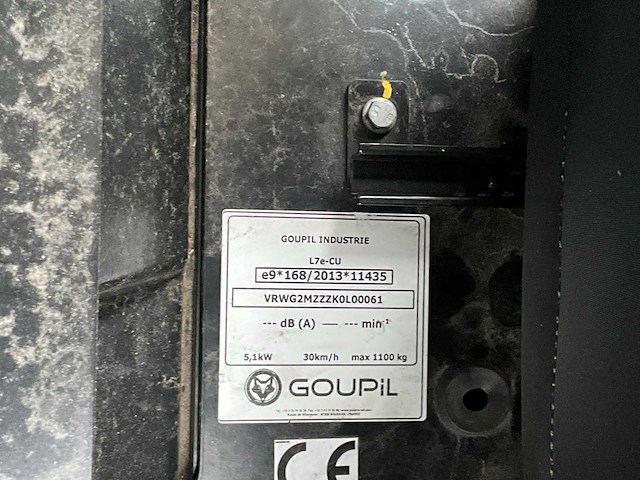 GOUPIL INDUSTRIE
L7e-CU
e9*168/2013*11435
VRWG2MZZZK0L00061
--- dB (A) — --- min⁻¹
5,1kW 30km/h max 1100 kg
GOUPiL
CE